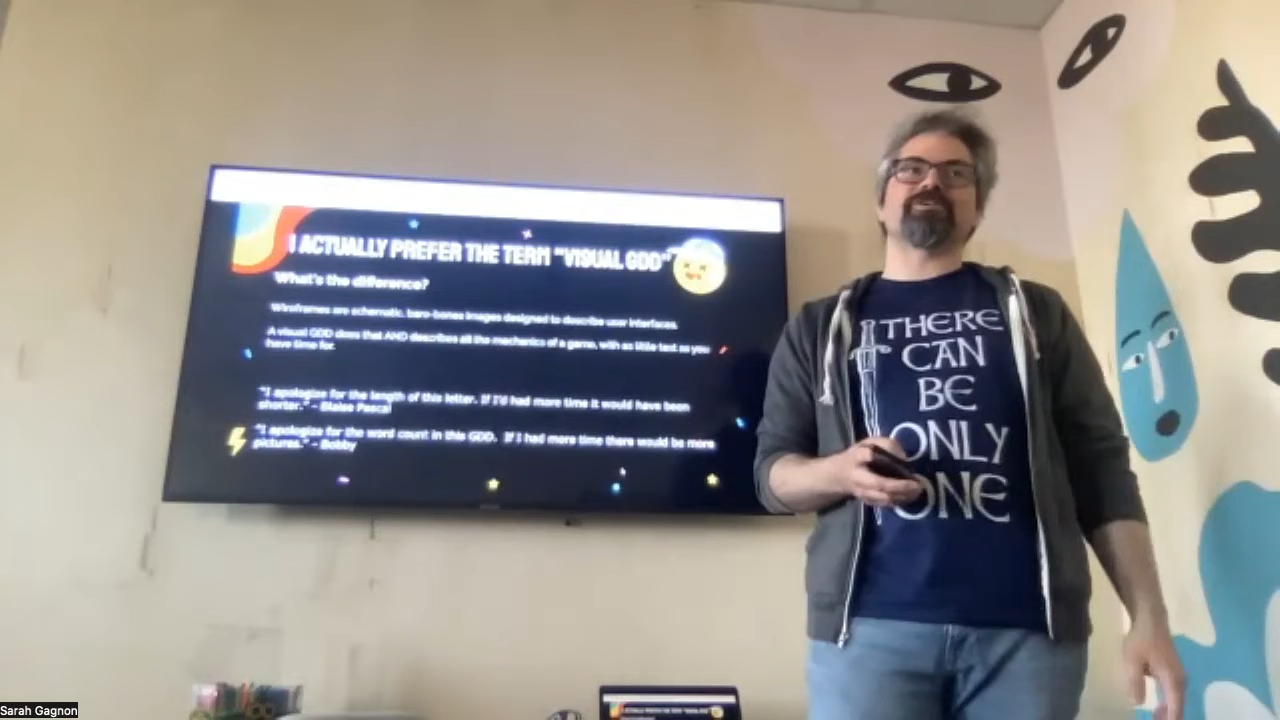 I ACTUALLY PREFER THE TERM "VISUAL GDD"
What's the difference?
Wireframes are schematic, bare-bones images designed to describe user interfaces.
A visual GDD does that AND describes all the mechanics of a game, with as little text as you
have time for.
"I apologize for the length of this letter. If I'd had more time it would have been
shorter." - Blaise Pascal
"I apologize for the word count in this GDD. If I had more time there would be more
pictures." - Bobby
THERE
CAN
BE
ONLY
ONE
Sarah Gagnon